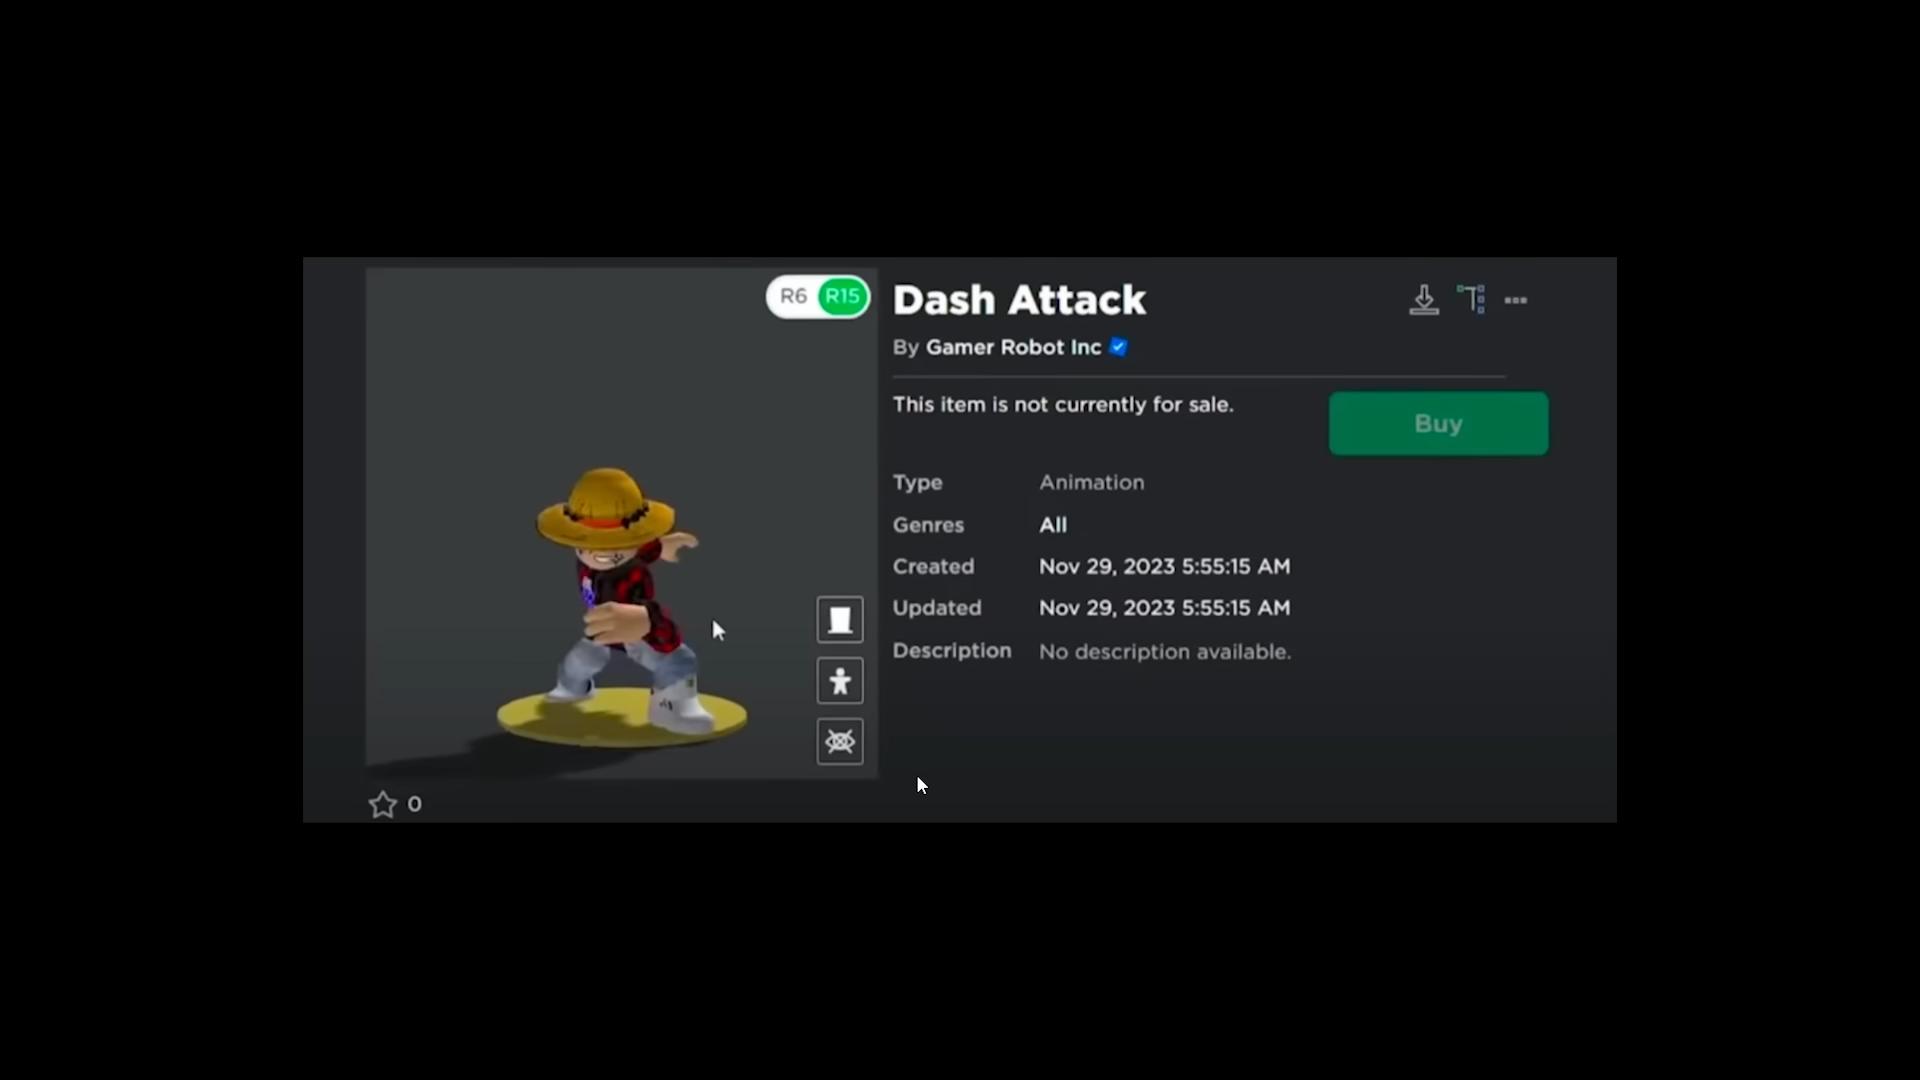 R6 R15
Dash Attack
By Gamer Robot Inc
This item is not currently for sale.
Buy
Type Animation
Genres All
Created Nov 29, 2023 5:55:15 AM
Updated Nov 29, 2023 5:55:15 AM
Description No description available.
0